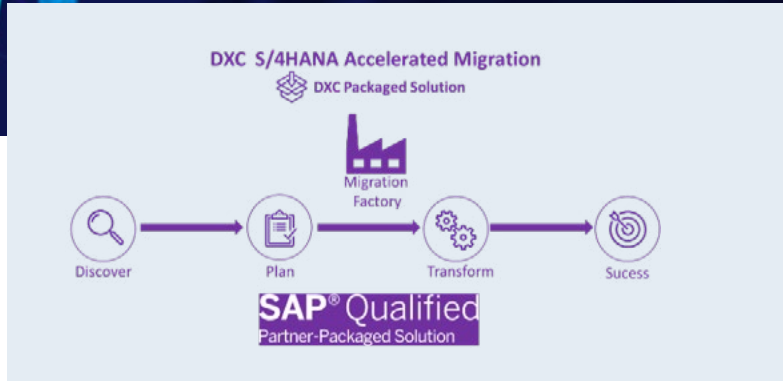 DXC S/4HANA Accelerated Migration
DXC Packaged Solution
Migration
Factory
Discover
Plan
Transform
Sucess
SAP® Qualified
Partner-Packaged Solution